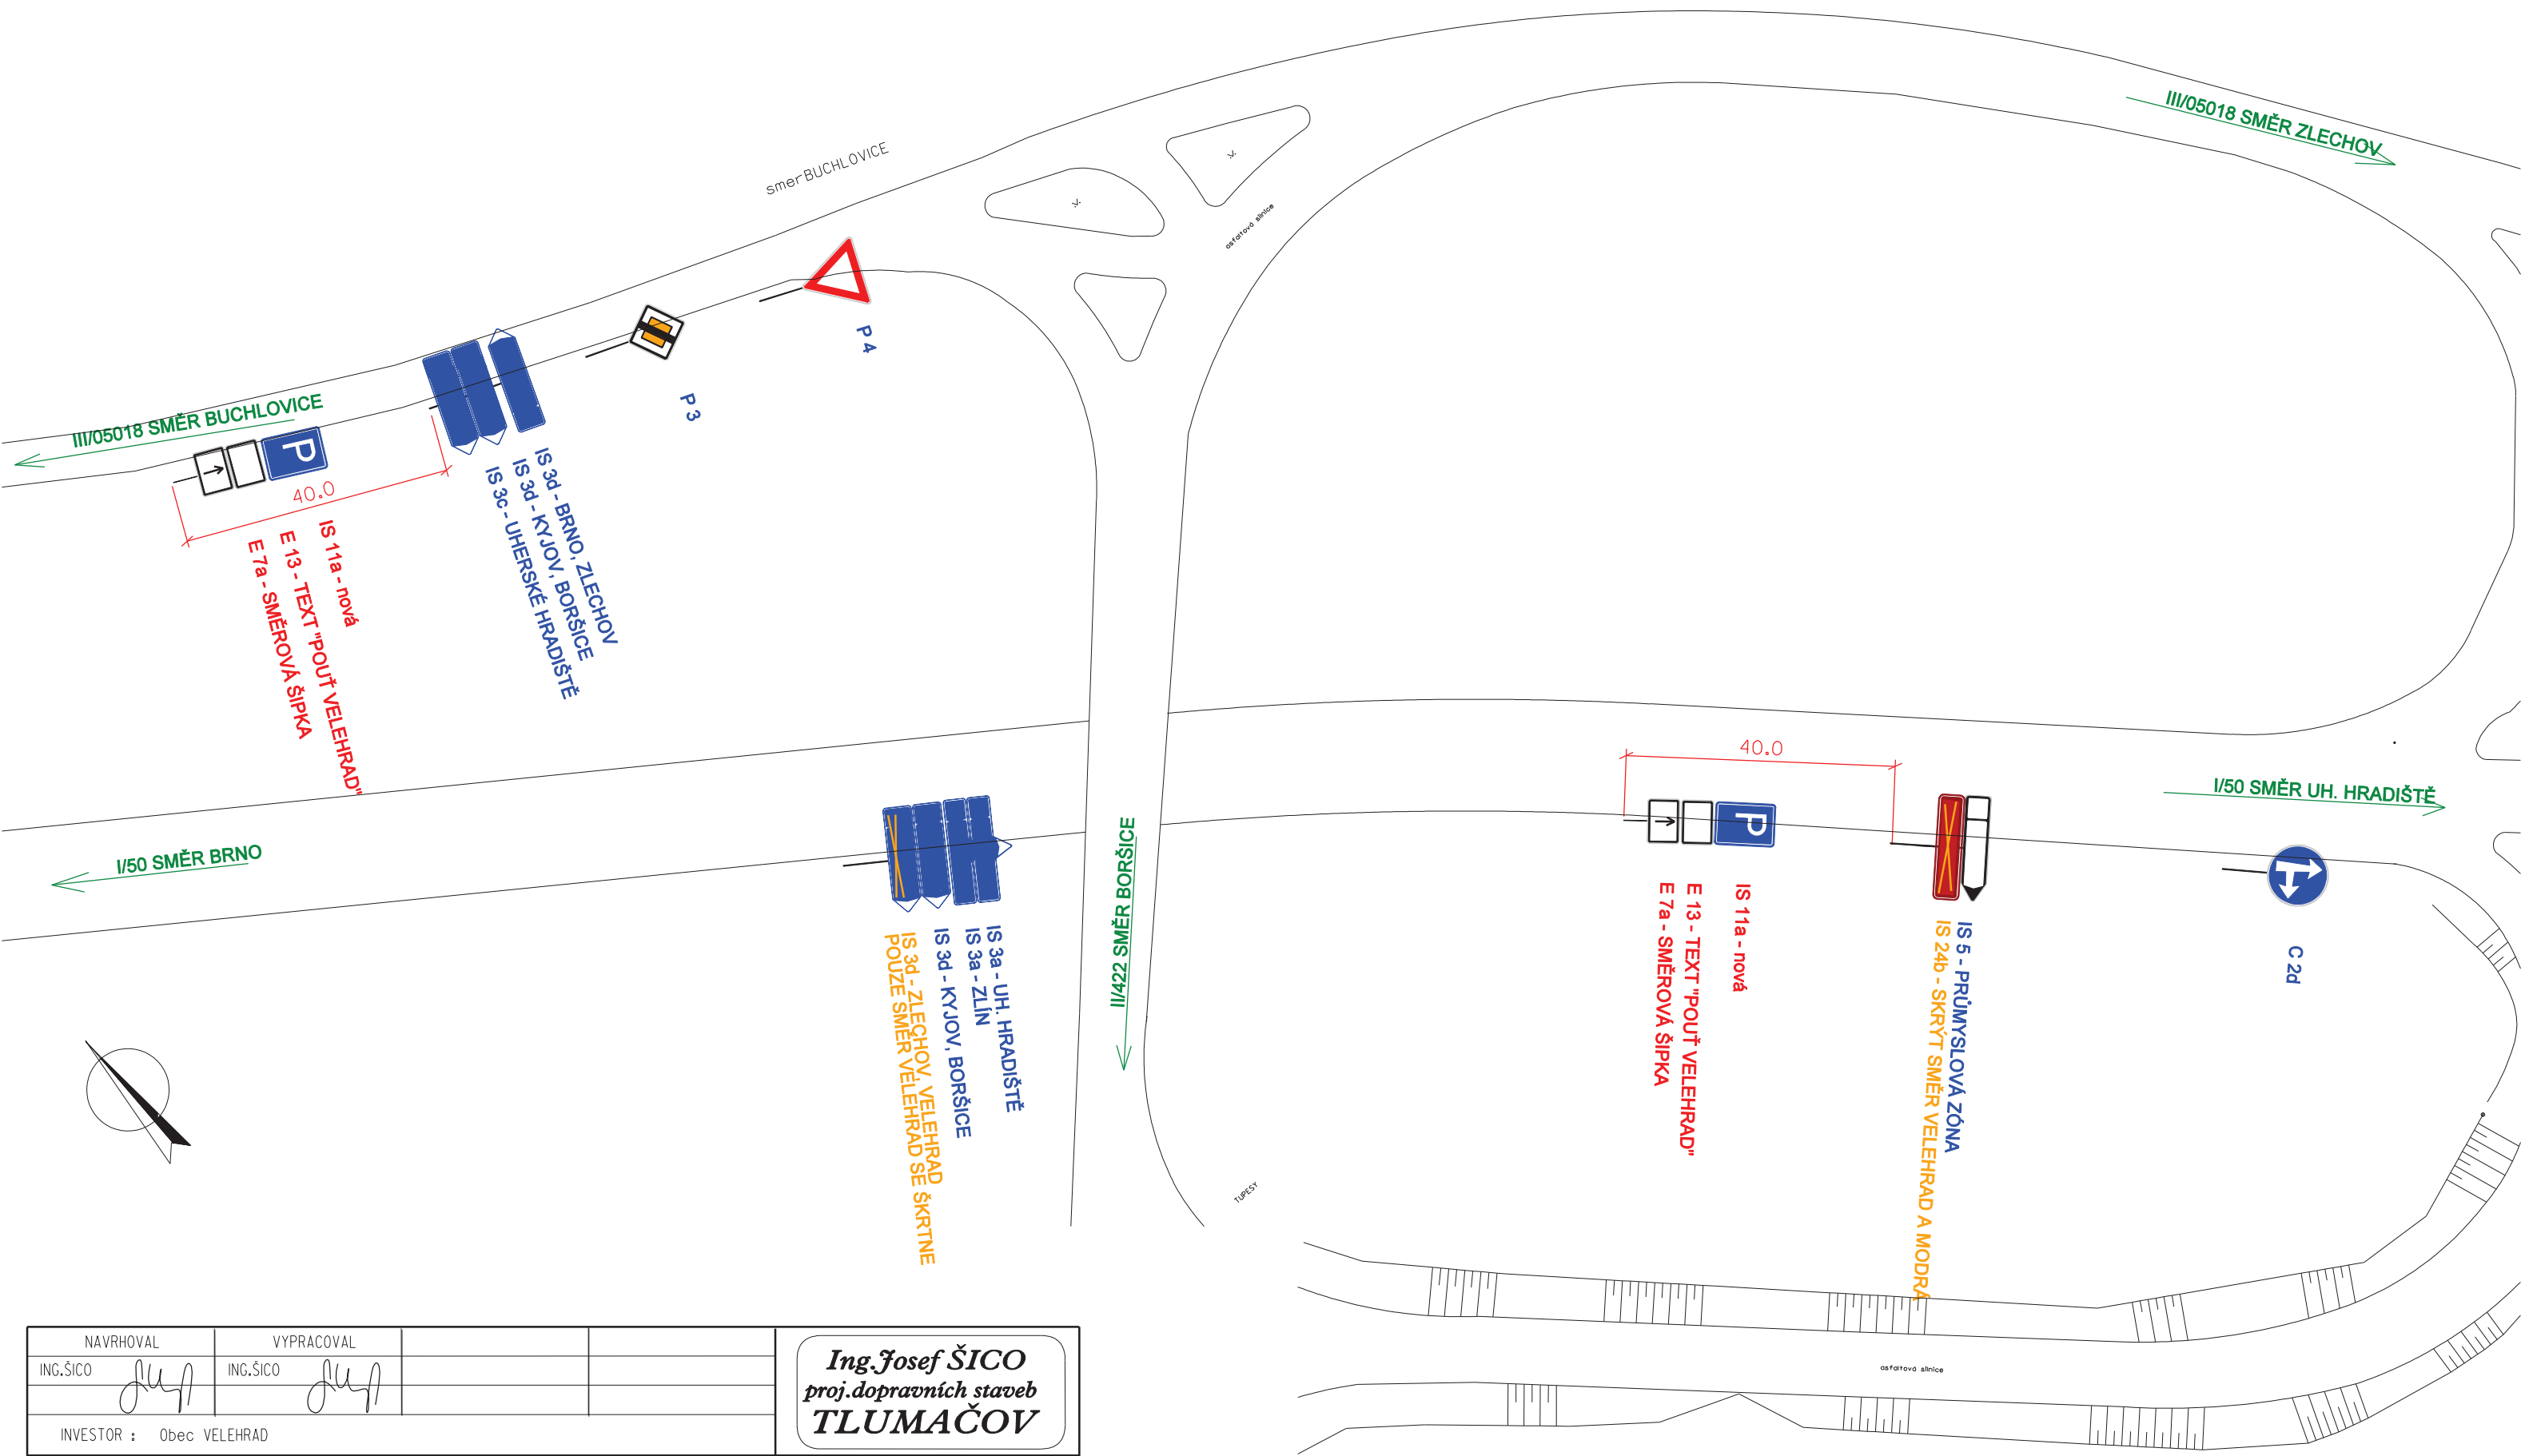 III/05018 SMĚR ZLECHOV
smerBUCHLOVICE
asfaltová silnice
P 4
P 3
III/05018 SMĚR BUCHLOVICE
P
40.0
IS 3d - BRNO, ZLECHOV
IS 3d - KYJOV, BORŠICE
IS 3c - UHERSKÉ HRADIŠTĚ
IS 11a - nová
E 13 - TEXT "POUŤ VELEHRAD"
E 7a - SMĚROVÁ ŠIPKA
40.0
I/50 SMĚR UH. HRADIŠTĚ
P
I/50 SMĚR BRNO
II/422 SMĚR BORŠICE
IS 11a - nová
E 13 - TEXT "POUŤ VELEHRAD"
E 7a - SMĚROVÁ ŠIPKA
IS 5 - PRŮMYSLOVÁ ZÓNA
IS 24b - SKRÝT SMĚR VELEHRAD A MODRÁ
C 2d
IS 3a - UH. HRADIŠTĚ
IS 3a - ZLÍN
IS 3d - KYJOV, BORŠICE
IS 3d - ZLECHOV, VELEHRAD
POUZE SMĚR VELEHRAD SE ŠKRTNE
TUPESY
asfaltová silnice
NAVRHOVAL VYPRACOVAL
ING.ŠICO ING.ŠICO
INVESTOR : Obec VELEHRAD
Ing.Josef ŠICO
proj.dopravních staveb
TLUMAČOV